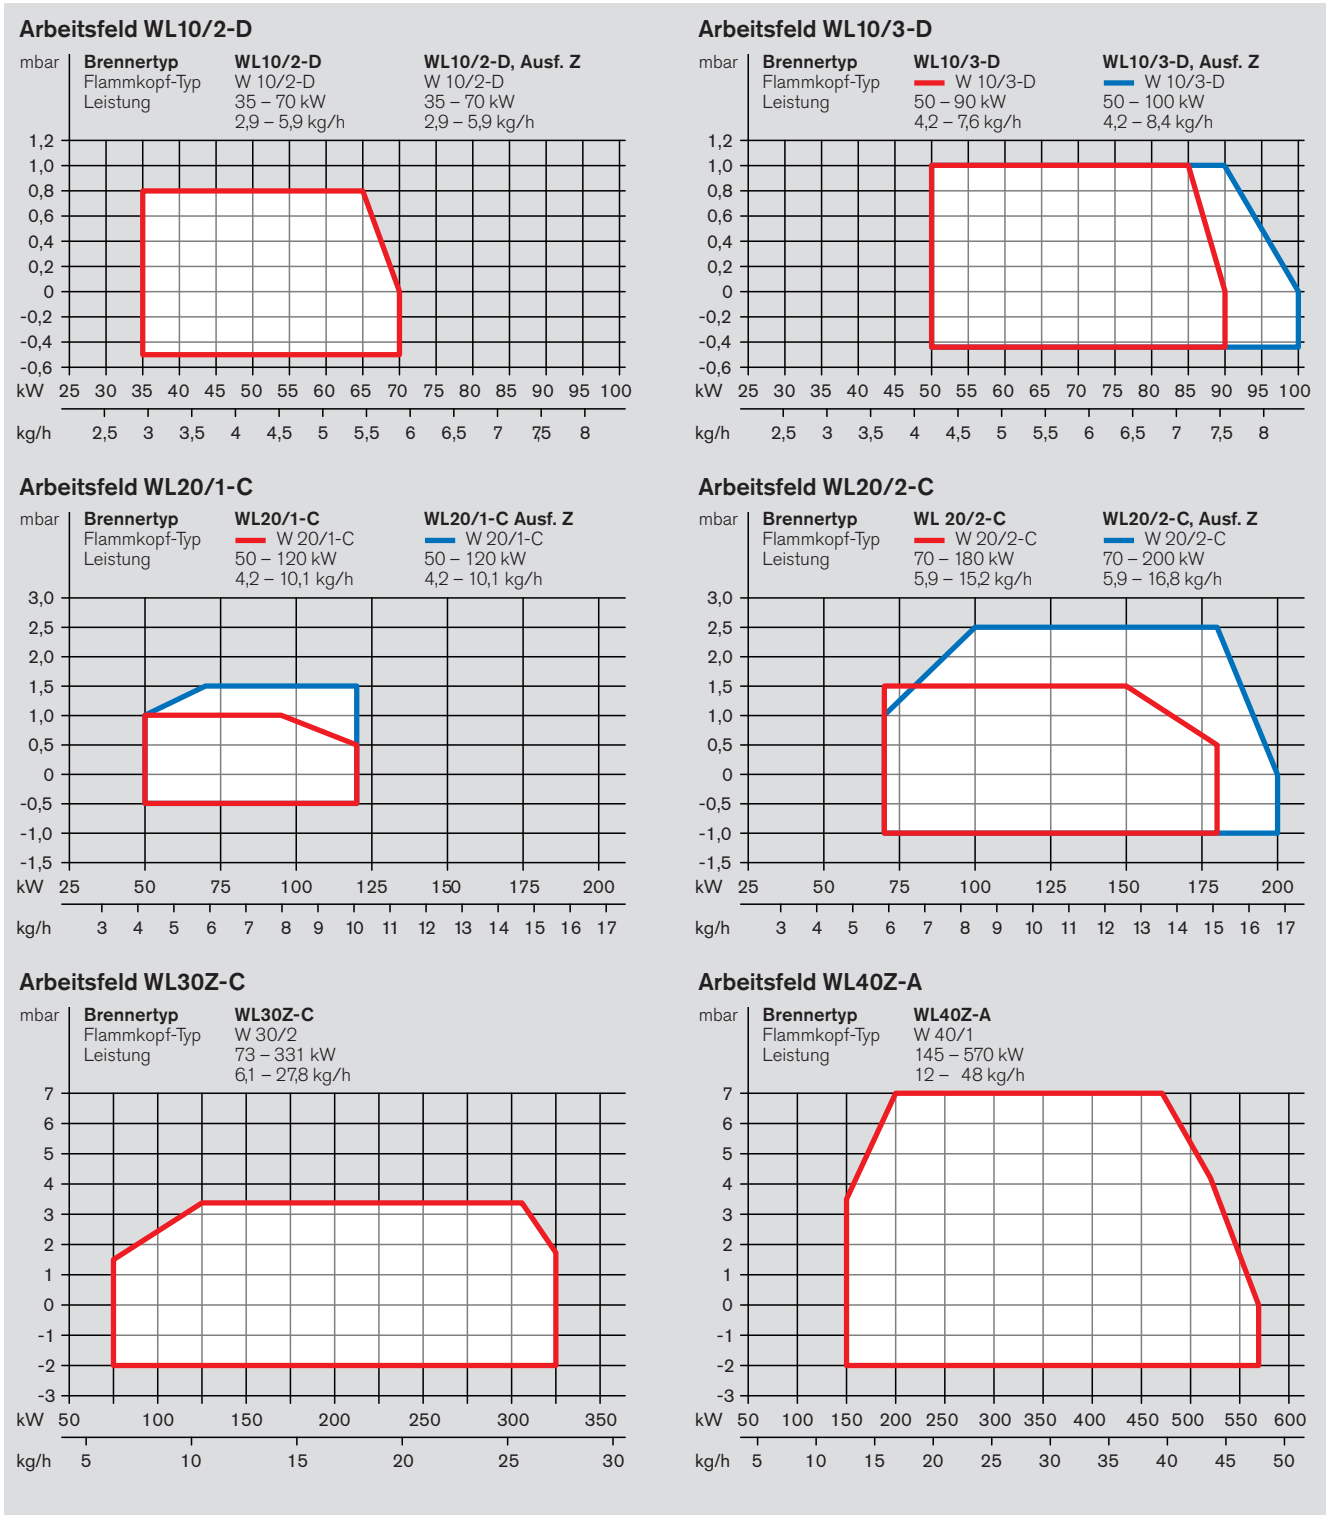 Arbeitsfeld WL10/2-D
mbar Brennertyp WL10/2-D WL10/2-D, Ausf. Z
Flammkopf-Typ W 10/2-D W 10/2-D
Leistung 35 – 70 kW 35 – 70 kW
2,9 – 5,9 kg/h 2,9 – 5,9 kg/h
1,2
1,0
0,8
0,6
0,4
0,2
0
-0,2
-0,4
-0,6
kW 25 30 35 40 45 50 55 60 65 70 75 80 85 90 95 100
kg/h 2,5 3 3,5 4 4,5 5 5,5 6 6,5 7 7,5 8
Arbeitsfeld WL10/3-D
mbar Brennertyp WL10/3-D WL10/3-D, Ausf. Z
Flammkopf-Typ W 10/3-D W 10/3-D
Leistung 50 – 90 kW 50 – 100 kW
4,2 – 7,6 kg/h 4,2 – 8,4 kg/h
1,2
1,0
0,8
0,6
0,4
0,2
0
-0,2
-0,4
-0,6
kW 25 30 35 40 45 50 55 60 65 70 75 80 85 90 95 100
kg/h 2,5 3 3,5 4 4,5 5 5,5 6 6,5 7 7,5 8
Arbeitsfeld WL20/1-C
mbar Brennertyp WL20/1-C WL20/1-C Ausf. Z
Flammkopf-Typ W 20/1-C W 20/1-C
Leistung 50 – 120 kW 50 – 120 kW
4,2 – 10,1 kg/h 4,2 – 10,1 kg/h
3,0
2,5
2,0
1,5
1,0
0,5
0
-0,5
-1,0
-1,5
kW 25 50 75 100 125 150 175 200
kg/h 3 4 5 6 7 8 9 10 11 12 13 14 15 16 17
Arbeitsfeld WL20/2-C
mbar Brennertyp WL 20/2-C WL20/2-C, Ausf. Z
Flammkopf-Typ W 20/2-C W 20/2-C
Leistung 70 – 180 kW 70 – 200 kW
5,9 – 15,2 kg/h 5,9 – 16,8 kg/h
3,0
2,5
2,0
1,5
1,0
0,5
0
-0,5
-1,0
-1,5
kW 25 50 75 100 125 150 175 200
kg/h 3 4 5 6 7 8 9 10 11 12 13 14 15 16 17
Arbeitsfeld WL30Z-C
mbar Brennertyp WL30Z-C
Flammkopf-Typ W 30/2
Leistung 73 – 331 kW
6,1 – 27,8 kg/h
7
6
5
4
3
2
1
0
-1
-2
-3
kW 50 100 150 200 250 300 350
kg/h 5 10 15 20 25 30
Arbeitsfeld WL40Z-A
mbar Brennertyp WL40Z-A
Flammkopf-Typ W 40/1
Leistung 145 – 570 kW
12 – 48 kg/h
7
6
5
4
3
2
1
0
-1
-2
-3
kW 50 100 150 200 250 300 350 400 450 500 550 600
kg/h 5 10 15 20 25 30 35 40 45 50